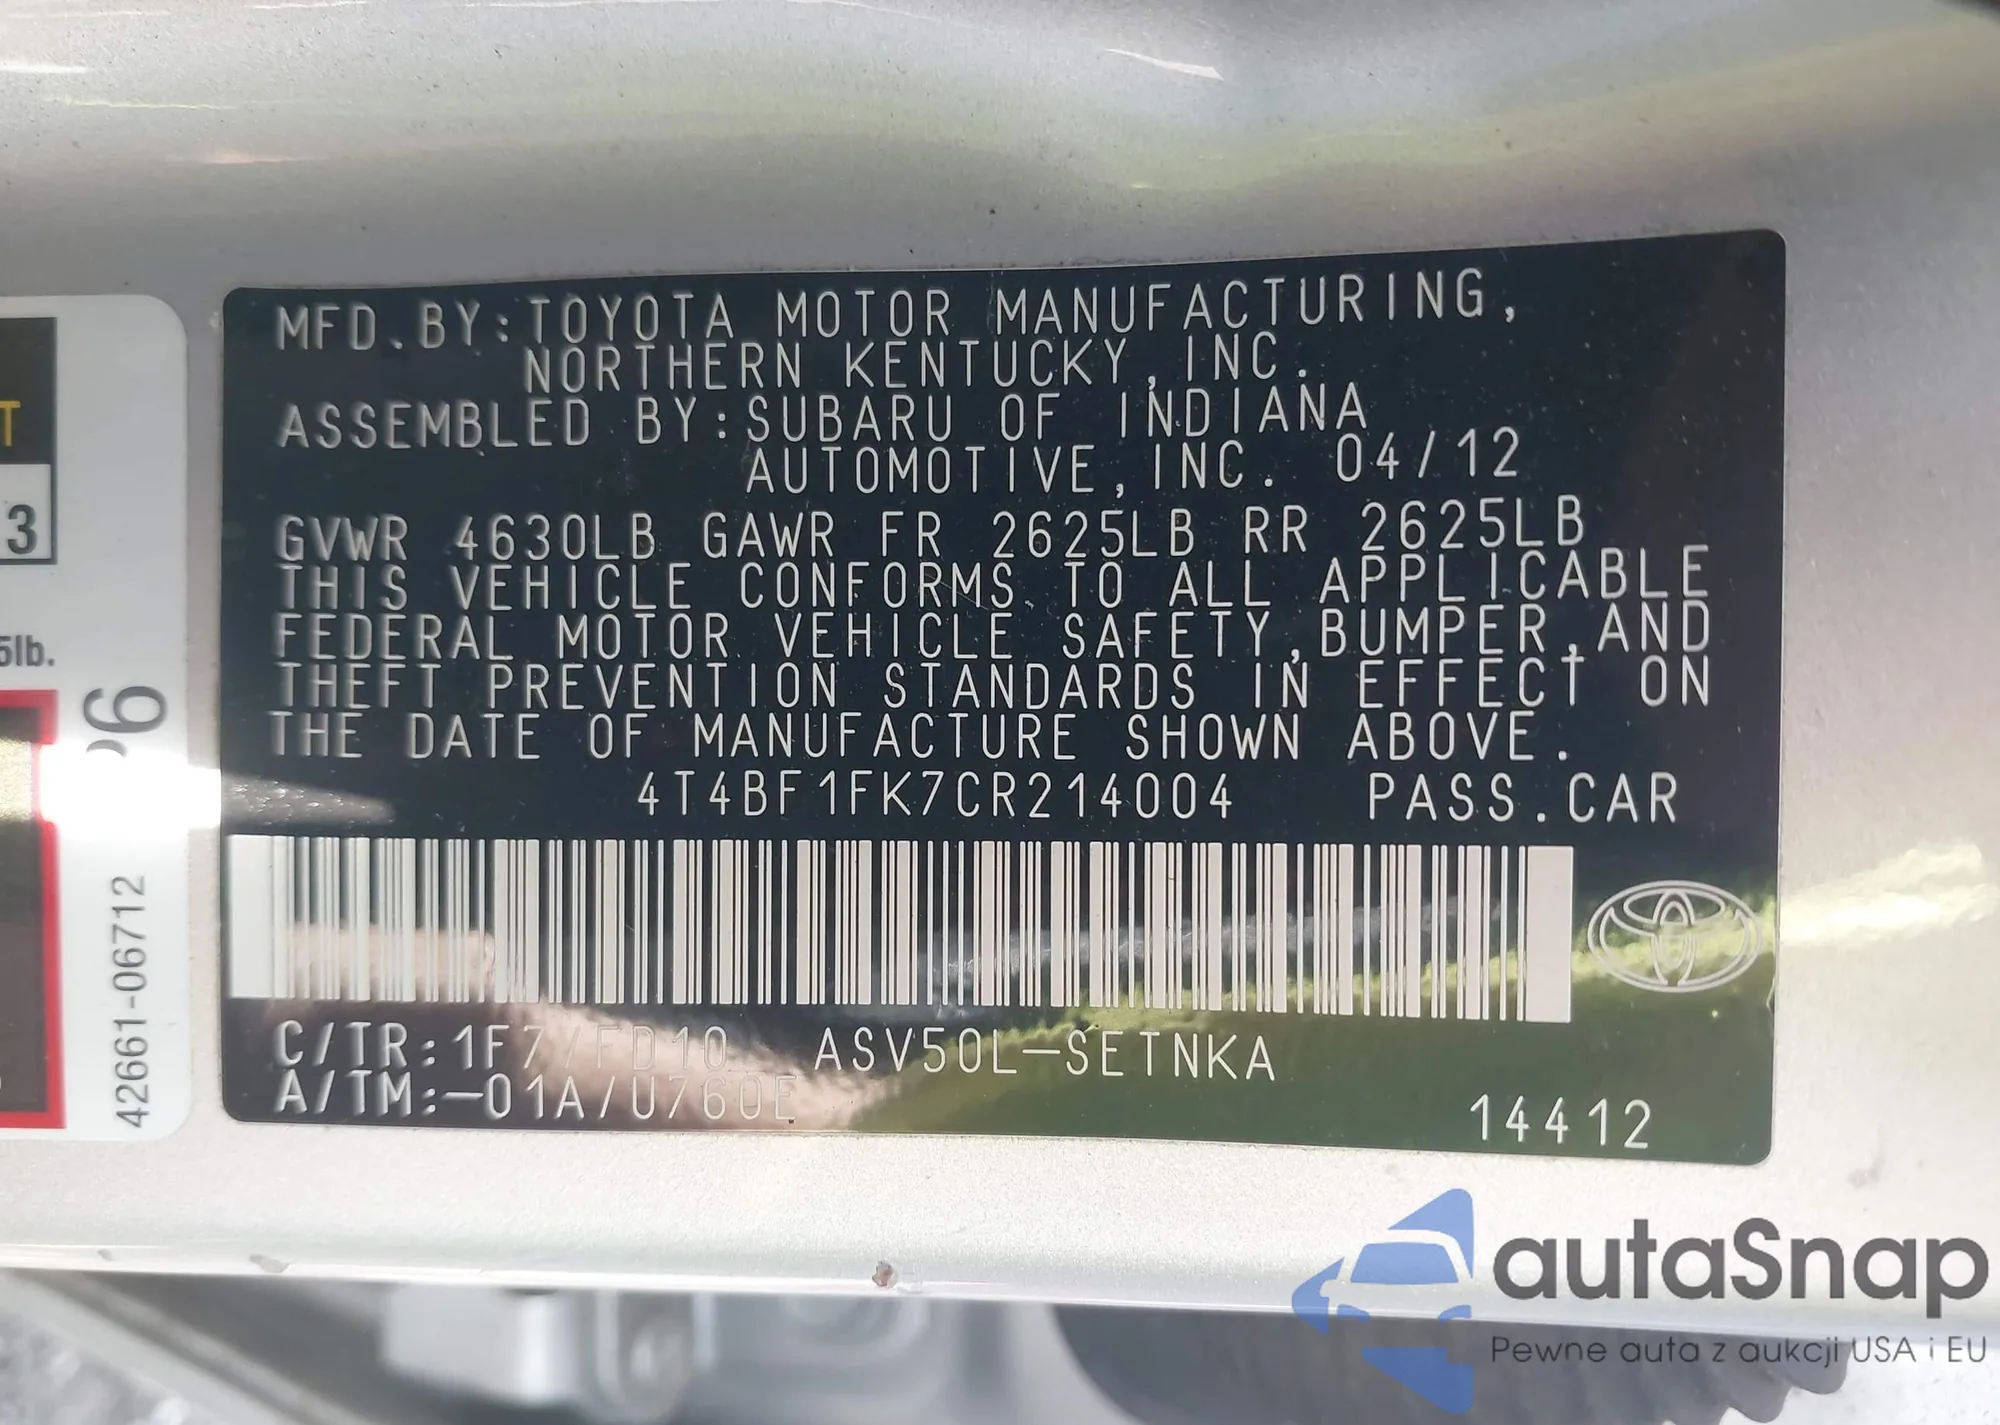 MFD.BY:TOYOTA MOTOR MANUFACTURING,
NORTHERN KENTUCKY,INC.
ASSEMBLED BY:SUBARU OF INDIANA
AUTOMOTIVE,INC. 04/12
GVWR 4630LB GAWR FR 2625LB RR 2625LB
THIS VEHICLE CONFORMS TO ALL APPLICABLE
FEDERAL MOTOR VEHICLE SAFETY,BUMPER,AND
THEFT PREVENTION STANDARDS IN EFFECT ON
THE DATE OF MANUFACTURE SHOWN ABOVE.
4T4BF1FK7CR214004 PASS.CAR
C/TR:1F7/FD10 ASV50L-SETNKA
A/TM:-01A/U760E
14412
T
3
5lb.
42661-06712
autaSnap
Pewne auta z aukcji USA i EU